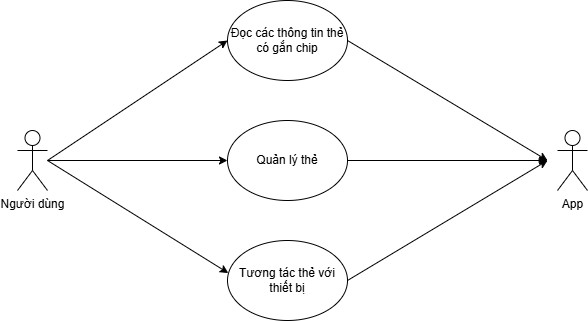 Đọc các thông tin thẻ
có gắn chip
Quản lý thẻ
Người dùng
App
Tương tác thẻ với
thiết bị